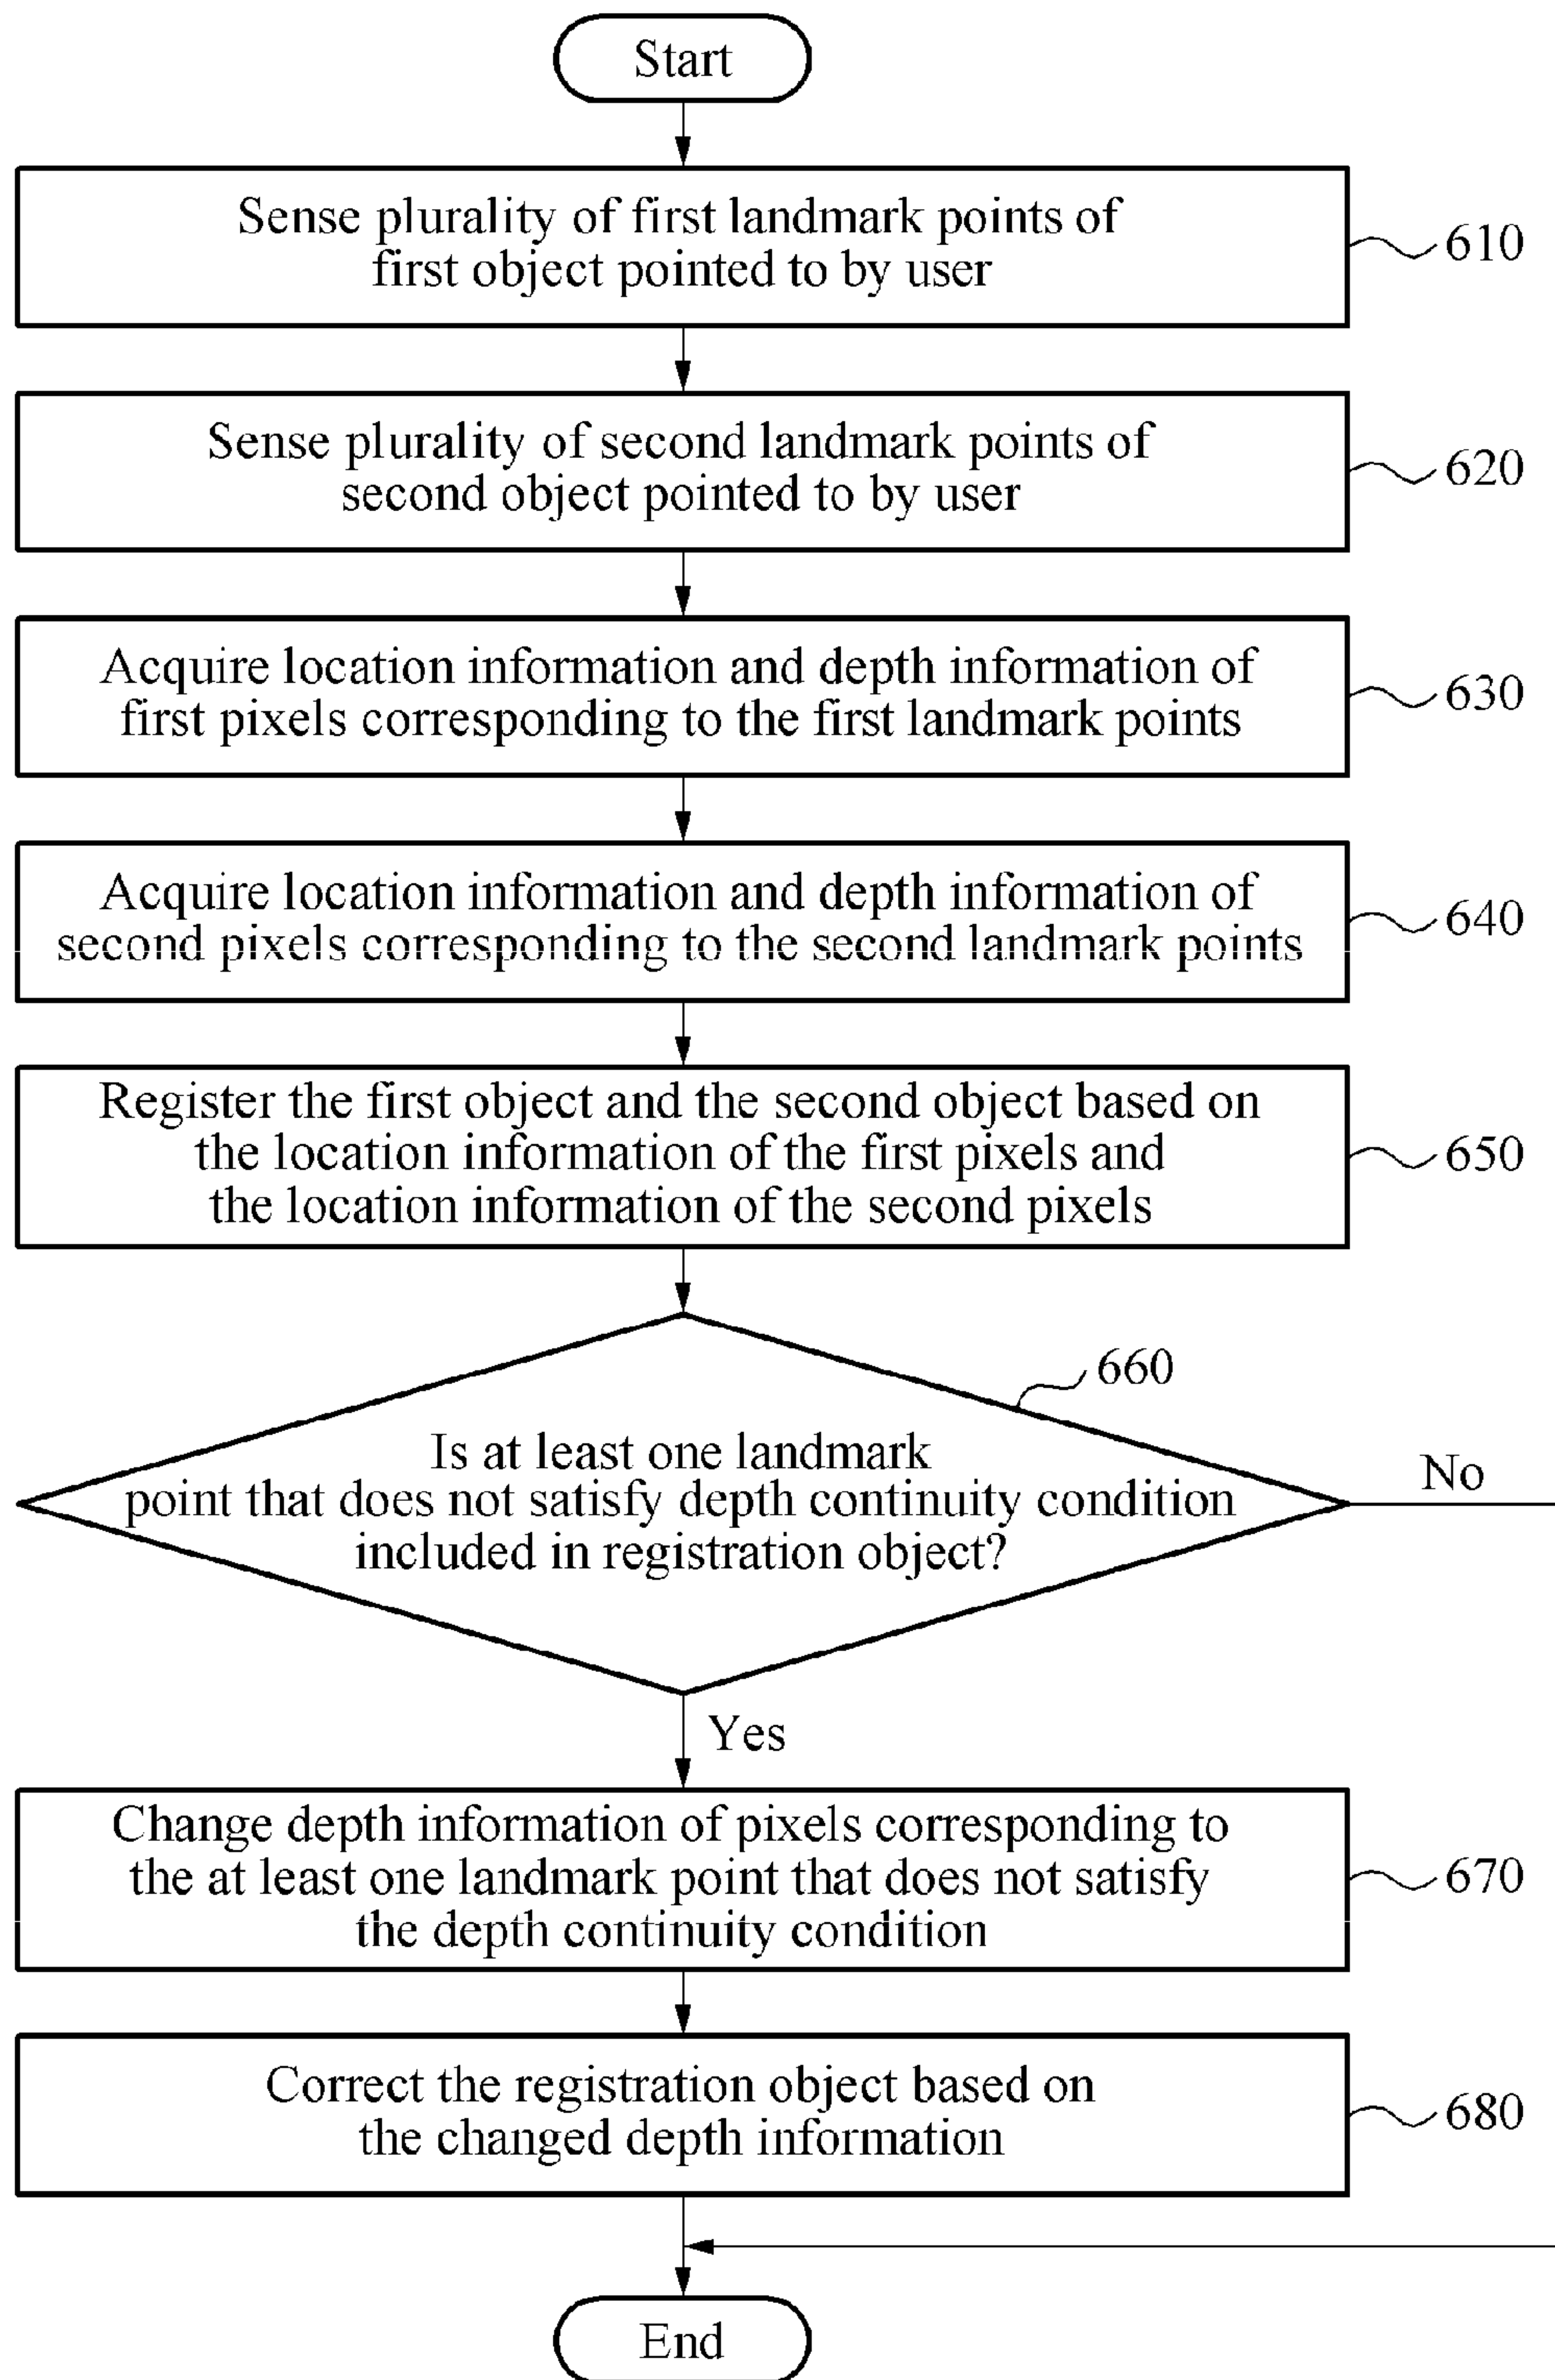 Start
Sense plurality of first landmark points of
first object pointed to by user
610
Sense plurality of second landmark points of
second object pointed to by user
620
Acquire location information and depth information of
first pixels corresponding to the first landmark points
630
Acquire location information and depth information of
second pixels corresponding to the second landmark points
640
Register the first object and the second object based on
the location information of the first pixels and
the location information of the second pixels
650
660
Is at least one landmark
point that does not satisfy depth continuity condition
included in registration object?
No
Yes
Change depth information of pixels corresponding to
the at least one landmark point that does not satisfy
the depth continuity condition
670
Correct the registration object based on
the changed depth information
680
End